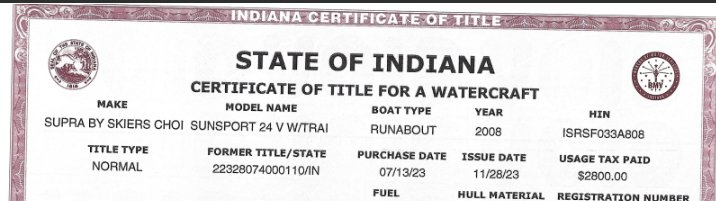 INDIANA CERTIFICATE OF TITLE
STATE OF INDIANA
CERTIFICATE OF TITLE FOR A WATERCRAFT
MAKE MODEL NAME BOAT TYPE YEAR HIN
SUPRA BY SKIERS CHOI SUNSPORT 24 V W/TRAI RUNABOUT 2008 ISRSF033A808
TITLE TYPE FORMER TITLE/STATE PURCHASE DATE ISSUE DATE USAGE TAX PAID
NORMAL 22328074000110/IN 07/13/23 11/28/23 $2800.00
FUEL HULL MATERIAL REGISTRATION NUMBER
BMV
1816